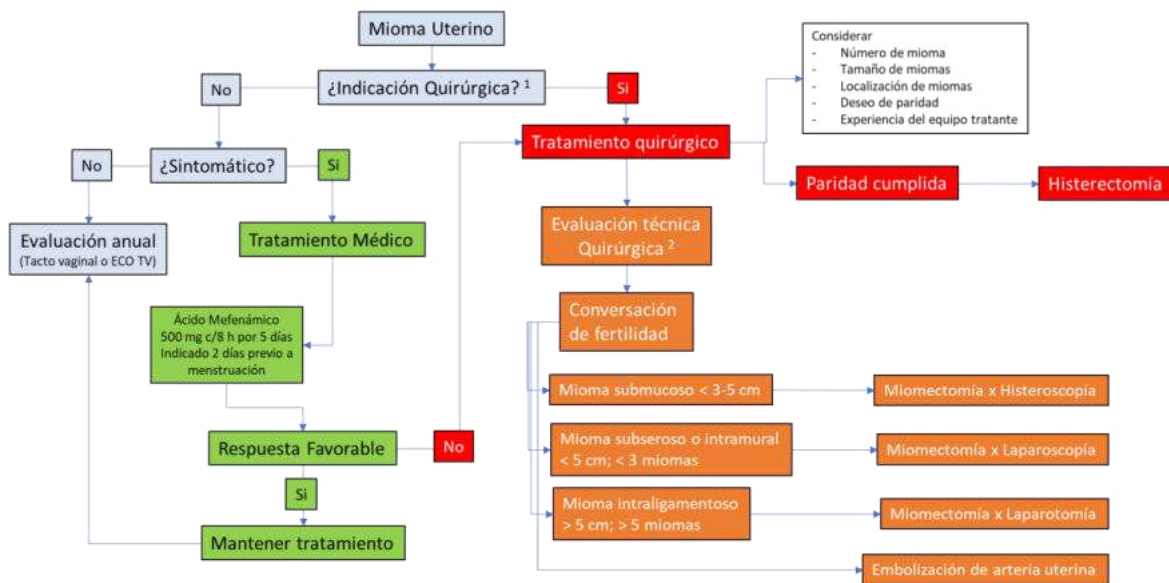 Mioma Uterino
¿Indicación Quirúrgica? 1
No
Si
Considerar
- Número de mioma
- Tamaño de miomas
- Localización de miomas
- Deseo de paridad
- Experiencia del equipo tratante
Tratamiento quirúrgico
No
¿Sintomático?
Si
Paridad cumplida
Histerectomía
Evaluación anual
(Tacto vaginal o ECO TV)
Tratamiento Médico
Evaluación técnica
Quirúrgica 2
Ácido Mefenámico
500 mg c/8 h por 5 días
Indicado 2 días previo a
menstruación
Conversación
de fertilidad
Mioma submucoso < 3-5 cm
Miomectomía x Histeroscopía
Respuesta Favorable
No
Mioma subseroso o intramural
< 5 cm; < 3 miomas
Miomectomía x Laparoscopía
Si
Mioma intraligamentoso
> 5 cm; > 5 miomas
Miomectomía x Laparotomía
Mantener tratamiento
Embolización de arteria uterina